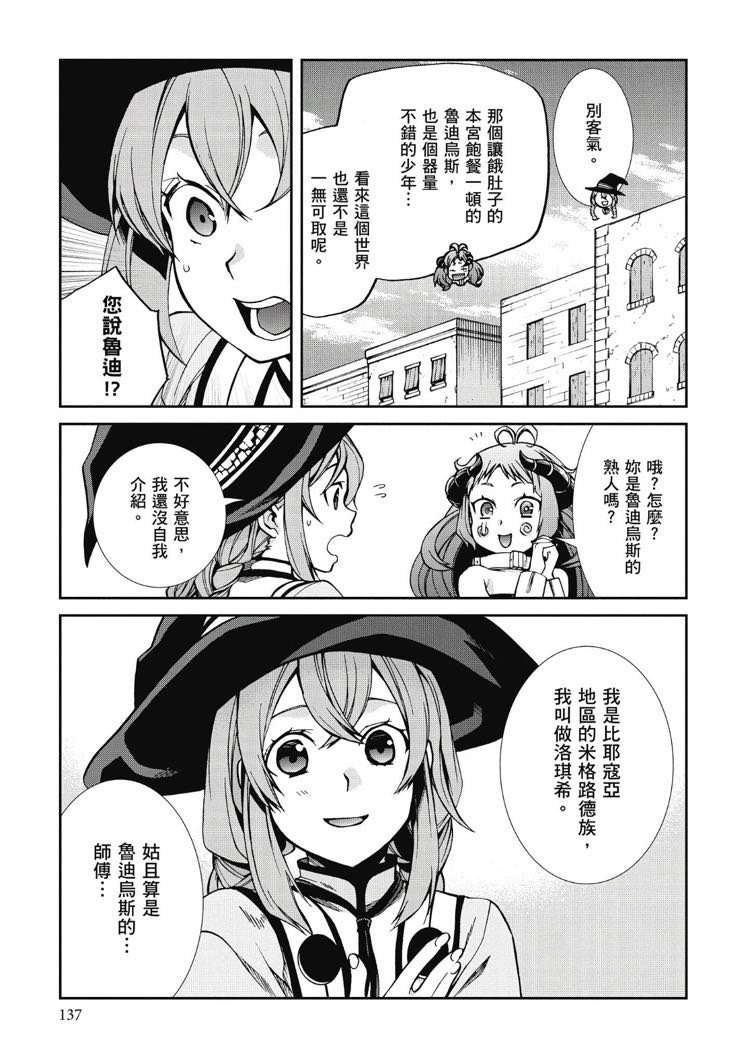 別客氣。
那個讓餓肚子的
本宮飽餐一頓的
魯迪烏斯，
也是個器量
不錯的少年…
看來這個世界
也還不是
一無可取呢。
您說魯迪!?
哦？怎麼？
妳是魯迪烏斯的
熟人嗎？
不好意思，
我還沒自我
介紹。
我是比耶寇亞
地區的米格路德族，
我叫做洛琪希。
姑且算是
魯迪烏斯的…
師傅…
137